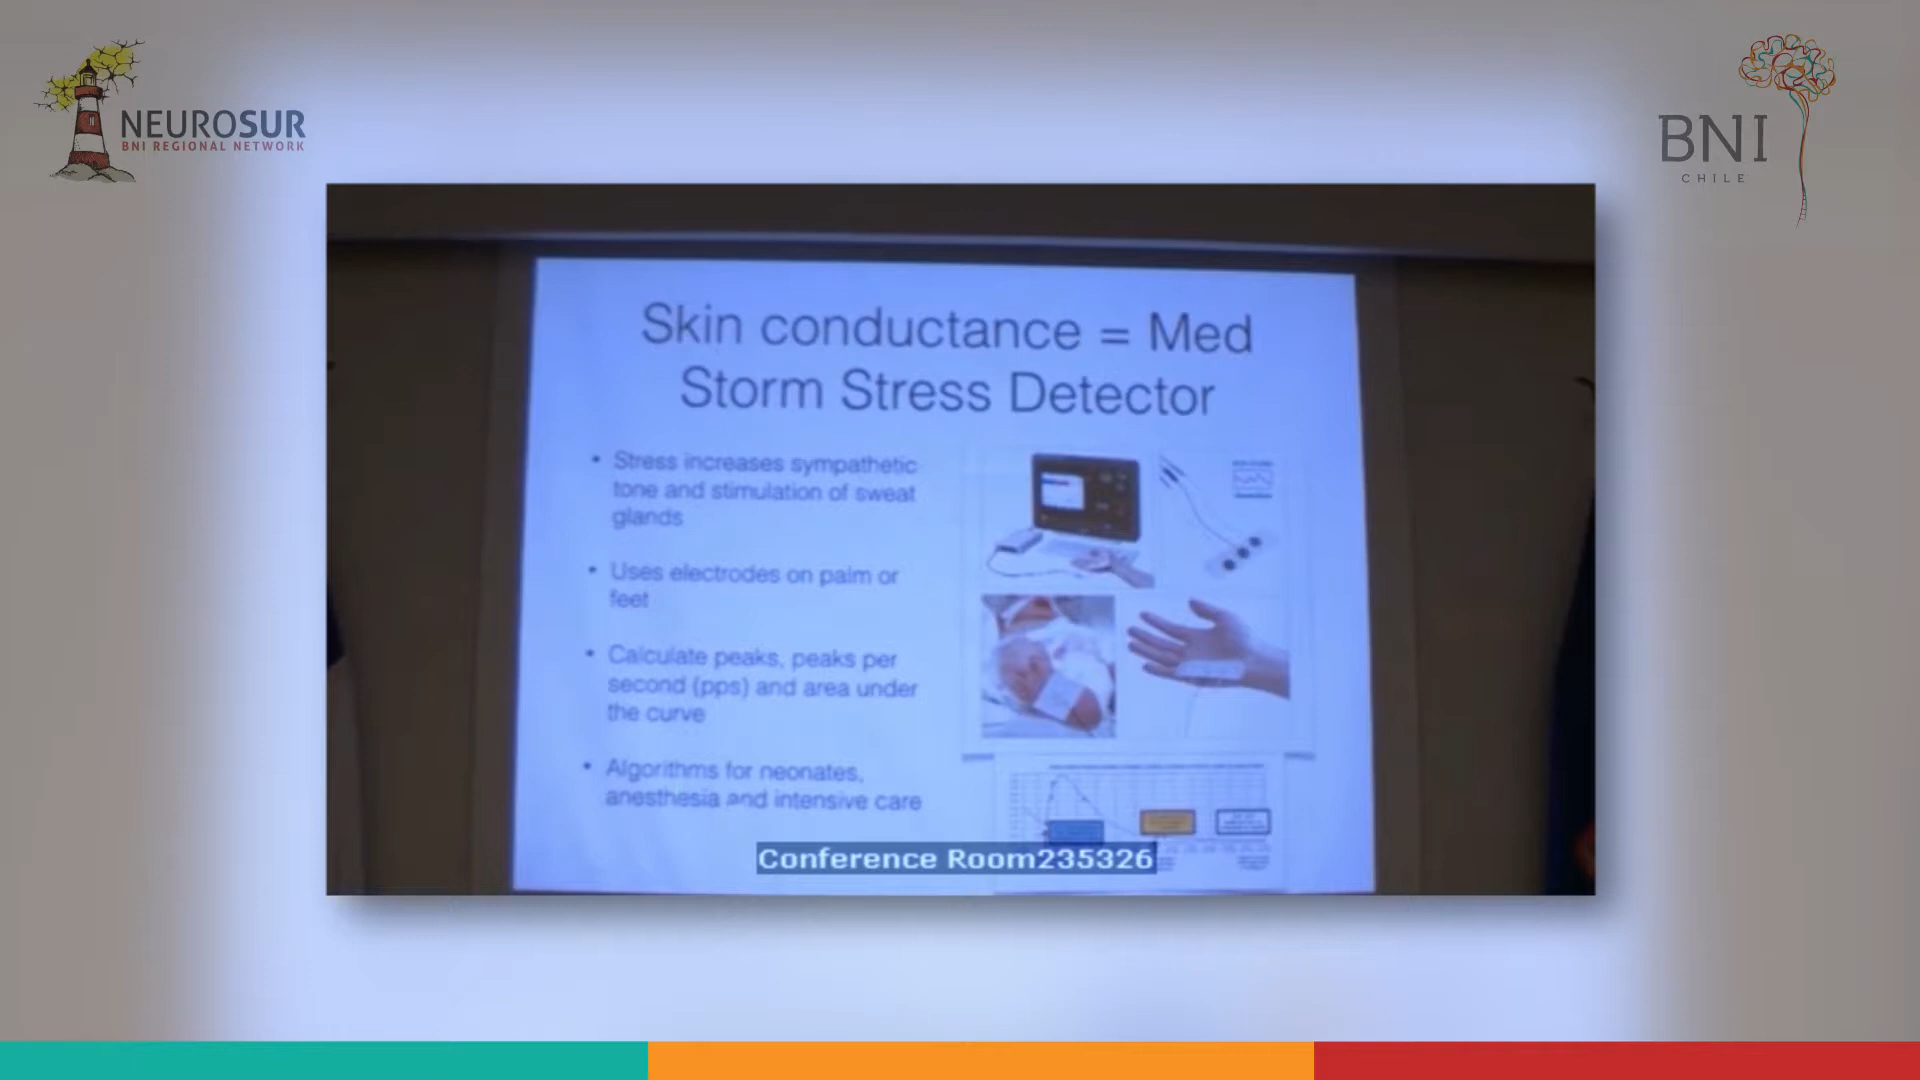 NEUROSUR
BNI REGIONAL NETWORK
BNI
CHILE
Skin conductance = Med
Storm Stress Detector
• Stress increases sympathetic
tone and stimulation of sweat
glands
• Uses electrodes on palm or
feet
• Calculate peaks, peaks per
second (pps) and area under
the curve
• Algorithms for neonates,
anesthesia and intensive care
Conference Room235326